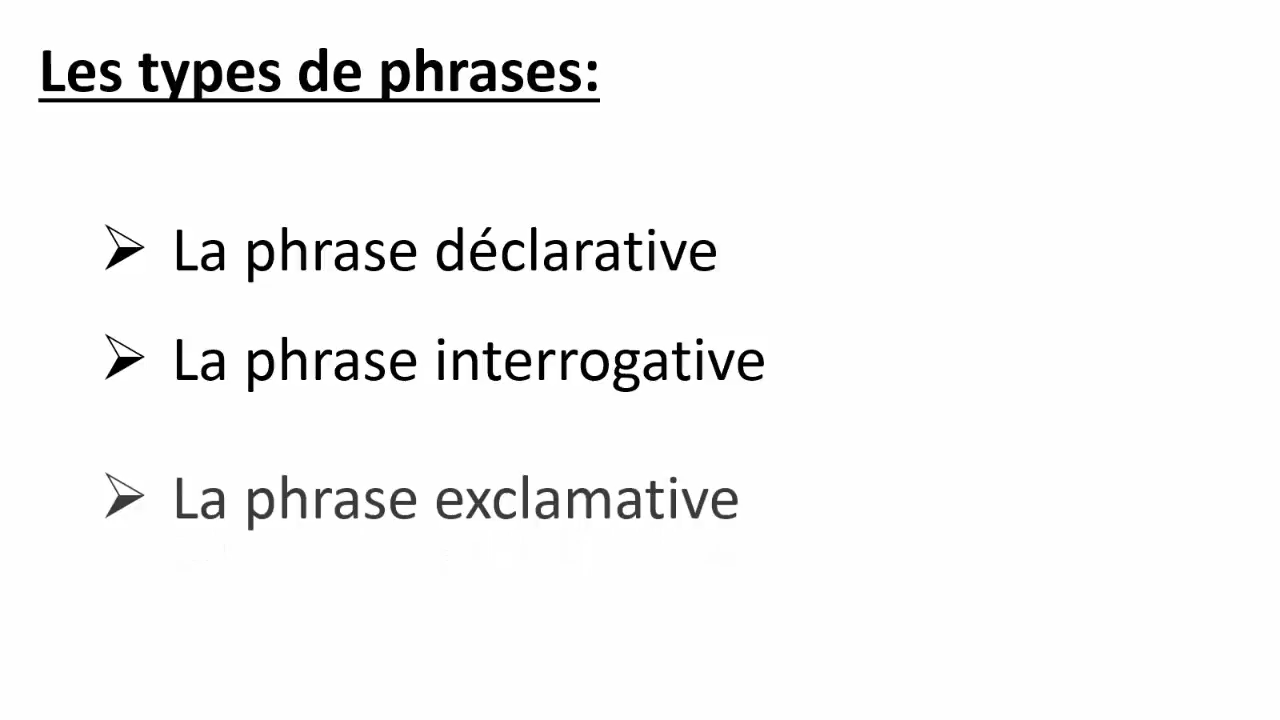 Les types de phrases:
➢ La phrase déclarative
➢ La phrase interrogative
➢ La phrase exclamative